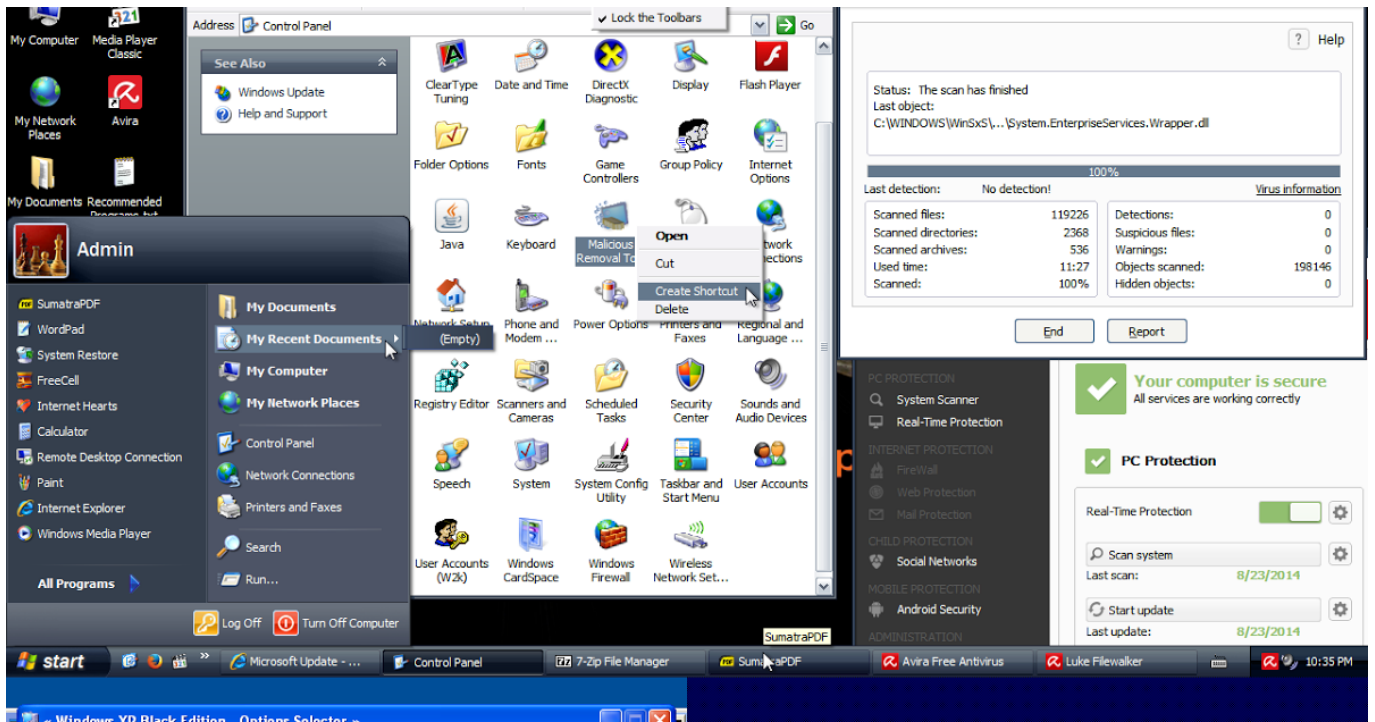 My Computer
Media Player
Classic
My Network
Places
Avira
My Documents
Recommended
Programs.txt
Address
Control Panel
Lock the Toolbars
Go
See Also
Windows Update
Help and Support
ClearType
Tuning
Date and Time
DirectX
Diagnostic
Display
Flash Player
Folder Options
Fonts
Game
Controllers
Group Policy
Internet
Options
Java
Keyboard
Malicious
Removal To
Open
Cut
Create Shortcut
Delete
Network Setup
Phone and
Modem ...
Power Options
Printers and
Faxes
Regional and
Language ...
Registry Editor
Scanners and
Cameras
Scheduled
Tasks
Security
Center
Sounds and
Audio Devices
Speech
System
System Config
Utility
Taskbar and
Start Menu
User Accounts
User Accounts
(W2k)
Windows
CardSpace
Windows
Firewall
Wireless
Network Set...
Admin
SumatraPDF
WordPad
System Restore
FreeCell
Internet Hearts
Calculator
Remote Desktop Connection
Paint
Internet Explorer
Windows Media Player
All Programs
My Documents
My Recent Documents
(Empty)
My Computer
My Network Places
Control Panel
Network Connections
Printers and Faxes
Search
Run...
Log Off
Turn Off Computer
? Help
Status: The scan has finished
Last object:
C:\WINDOWS\WinSxS\...\System.EnterpriseServices.Wrapper.dll
100%
Last detection: No detection!
Virus information
Scanned files: 119226
Scanned directories: 2368
Scanned archives: 536
Used time: 11:27
Scanned: 100%
Detections: 0
Suspicious files: 0
Warnings: 0
Objects scanned: 198146
Hidden objects: 0
End
Report
PC PROTECTION
System Scanner
Real-Time Protection
INTERNET PROTECTION
FireWall
Web Protection
Mail Protection
CHILD PROTECTION
Social Networks
MOBILE PROTECTION
Android Security
ADMINISTRATION
Your computer is secure
All services are working correctly
PC Protection
Real-Time Protection
Scan system
Last scan: 8/23/2014
Start update
Last update: 8/23/2014
SumatraPDF
start
Microsoft Update - ...
Control Panel
7-Zip File Manager
SumatraPDF
Avira Free Antivirus
Luke Filewalker
10:35 PM
« Windows XP Black Edition - Options Selector »